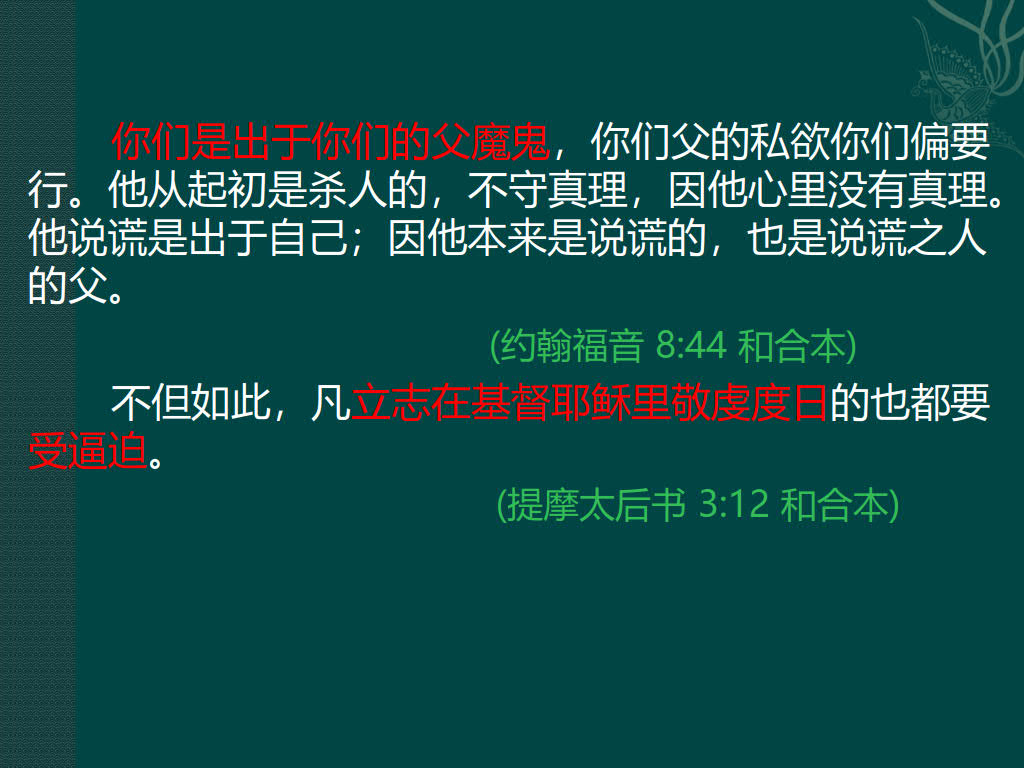 你们是出于你们的父魔鬼，你们父的私欲你们偏要
行。他从起初是杀人的，不守真理，因他心里没有真理。
他说谎是出于自己；因他本来是说谎的，也是说谎之人
的父。
(约翰福音 8:44 和合本)
不但如此，凡立志在基督耶稣里敬虔度日的也都要
受逼迫。
(提摩太后书 3:12 和合本)